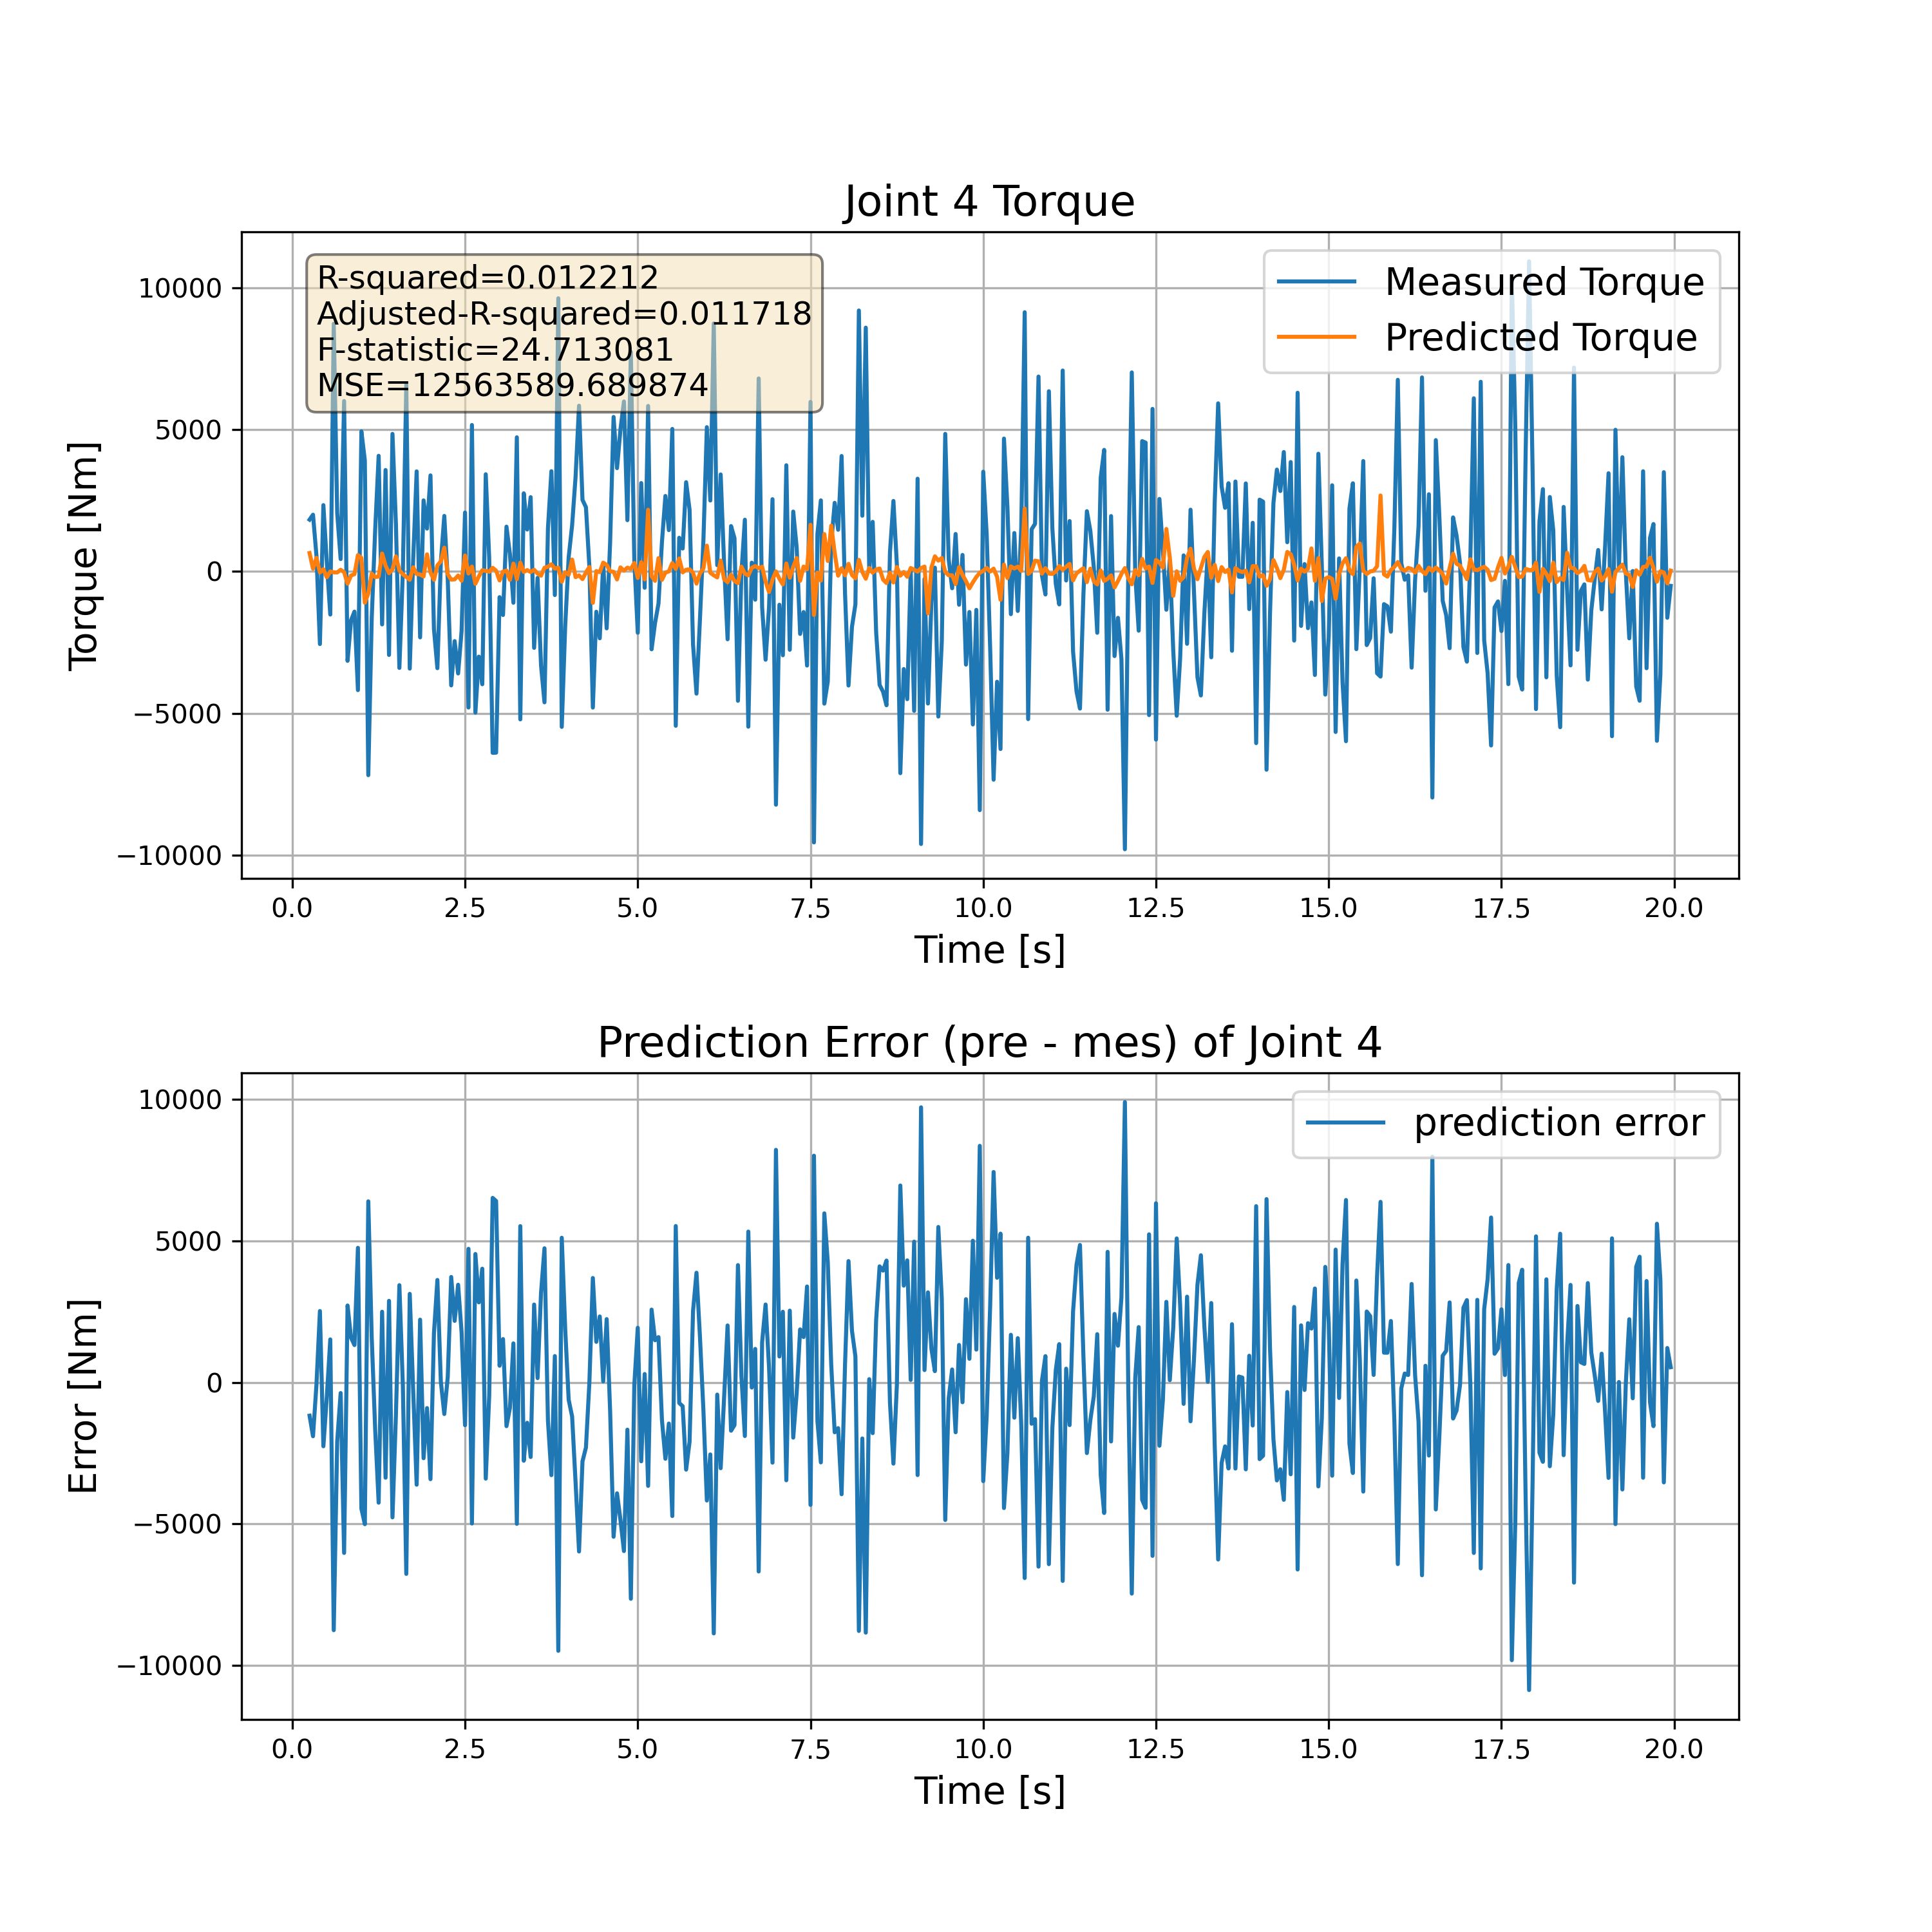 Joint 4 Torque
R-squared=0.012212
Adjusted-R-squared=0.011718
F-statistic=24.713081
MSE=12563589.689874
Measured Torque
Predicted Torque
Torque [Nm]
10000
5000
0
−5000
−10000
0.0 2.5 5.0 7.5 10.0 12.5 15.0 17.5 20.0
Time [s]
Prediction Error (pre - mes) of Joint 4
prediction error
Error [Nm]
10000
5000
0
−5000
−10000
0.0 2.5 5.0 7.5 10.0 12.5 15.0 17.5 20.0
Time [s]